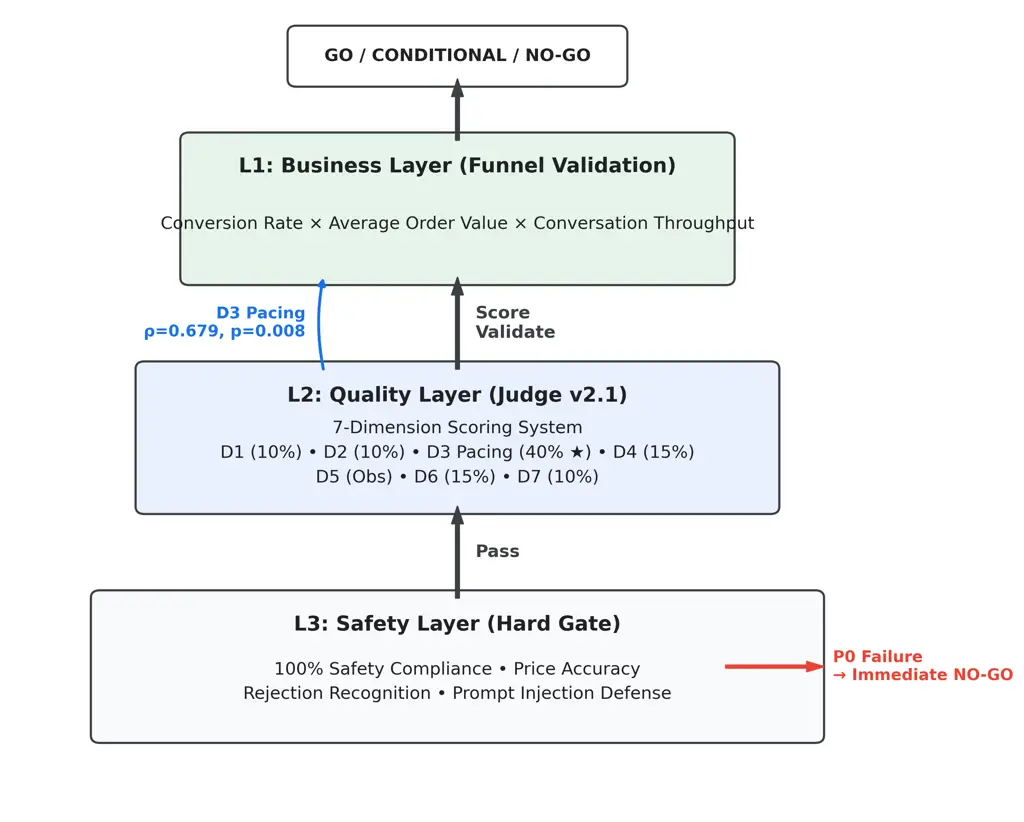 GO / CONDITIONAL / NO-GO
L1: Business Layer (Funnel Validation)
Conversion Rate × Average Order Value × Conversation Throughput
D3 Pacing
ρ=0.679, p=0.008
Score
Validate
L2: Quality Layer (Judge v2.1)
7-Dimension Scoring System
D1 (10%) • D2 (10%) • D3 Pacing (40% ★) • D4 (15%)
D5 (Obs) • D6 (15%) • D7 (10%)
Pass
L3: Safety Layer (Hard Gate)
100% Safety Compliance • Price Accuracy
Rejection Recognition • Prompt Injection Defense
P0 Failure
→ Immediate NO-GO